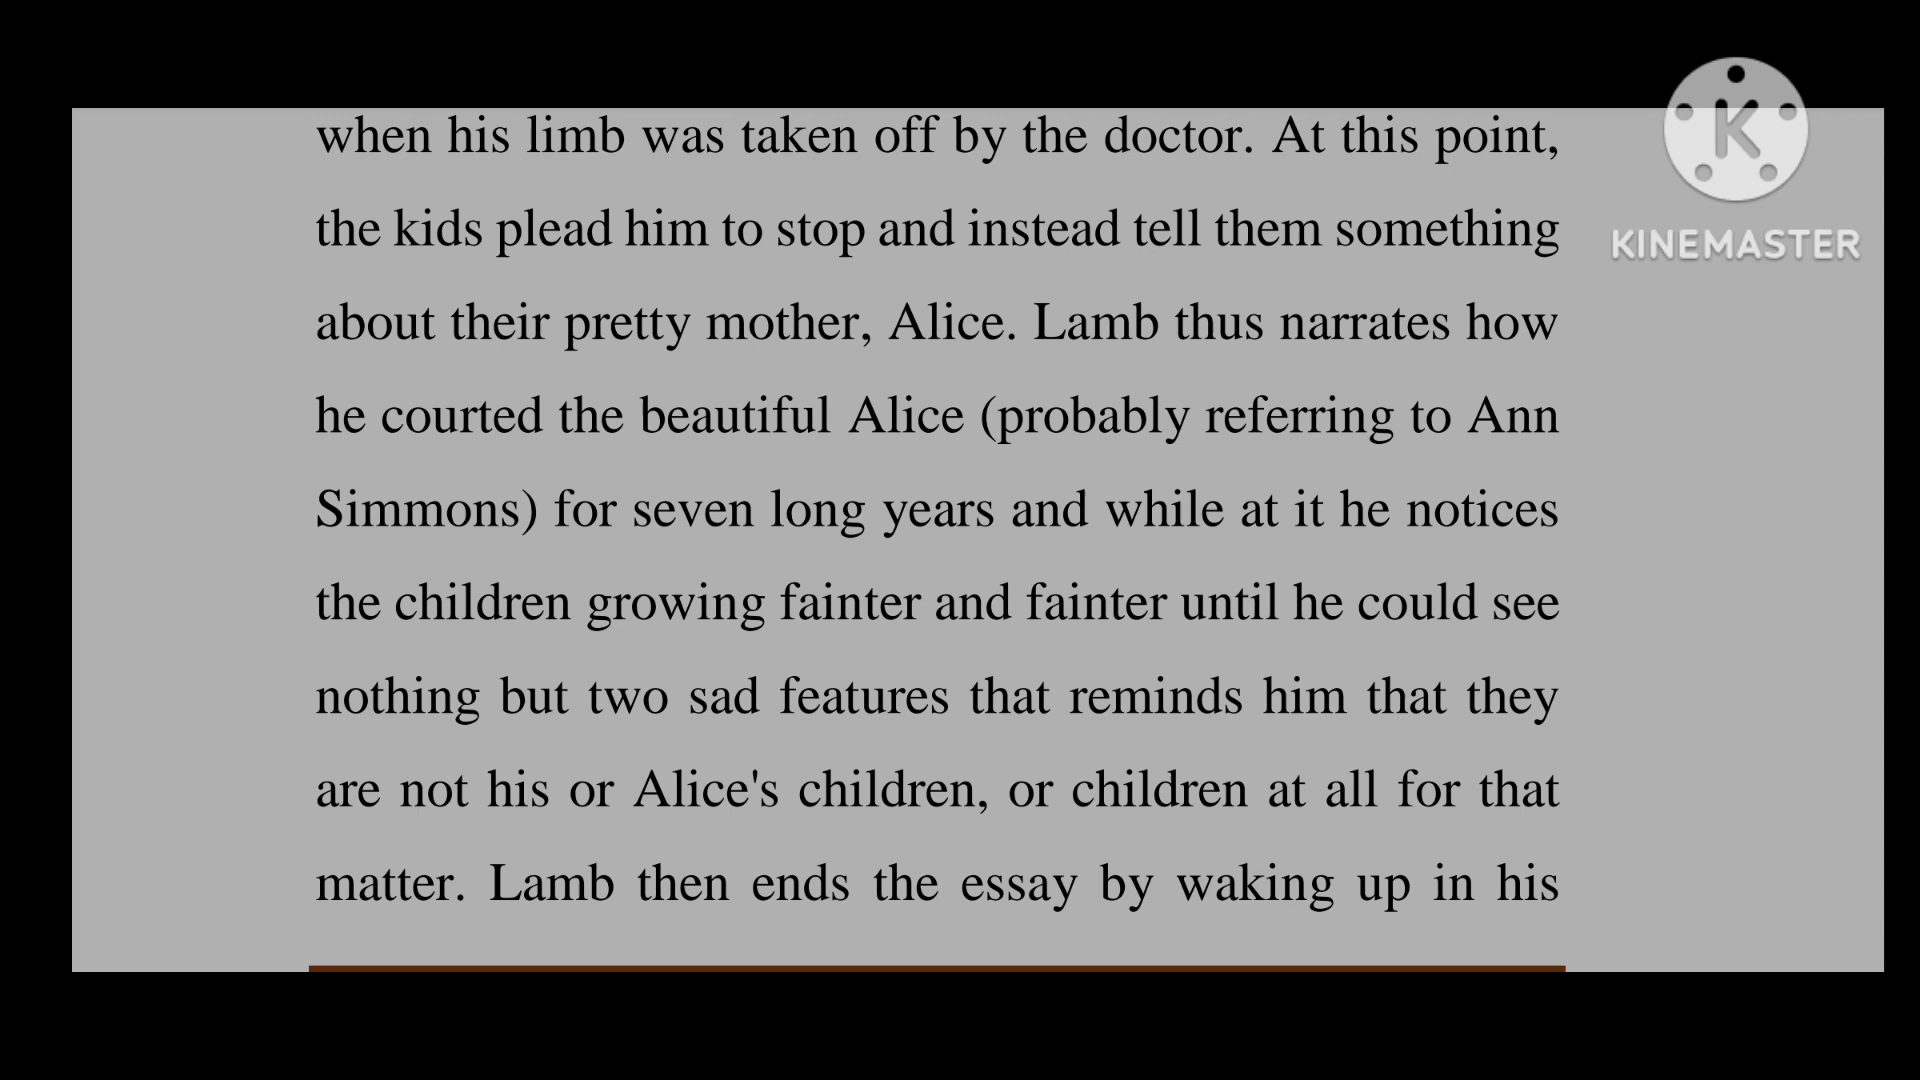 when his limb was taken off by the doctor. At this point,
the kids plead him to stop and instead tell them something
about their pretty mother, Alice. Lamb thus narrates how
he courted the beautiful Alice (probably referring to Ann
Simmons) for seven long years and while at it he notices
the children growing fainter and fainter until he could see
nothing but two sad features that reminds him that they
are not his or Alice's children, or children at all for that
matter. Lamb then ends the essay by waking up in his
K
KINEMASTER